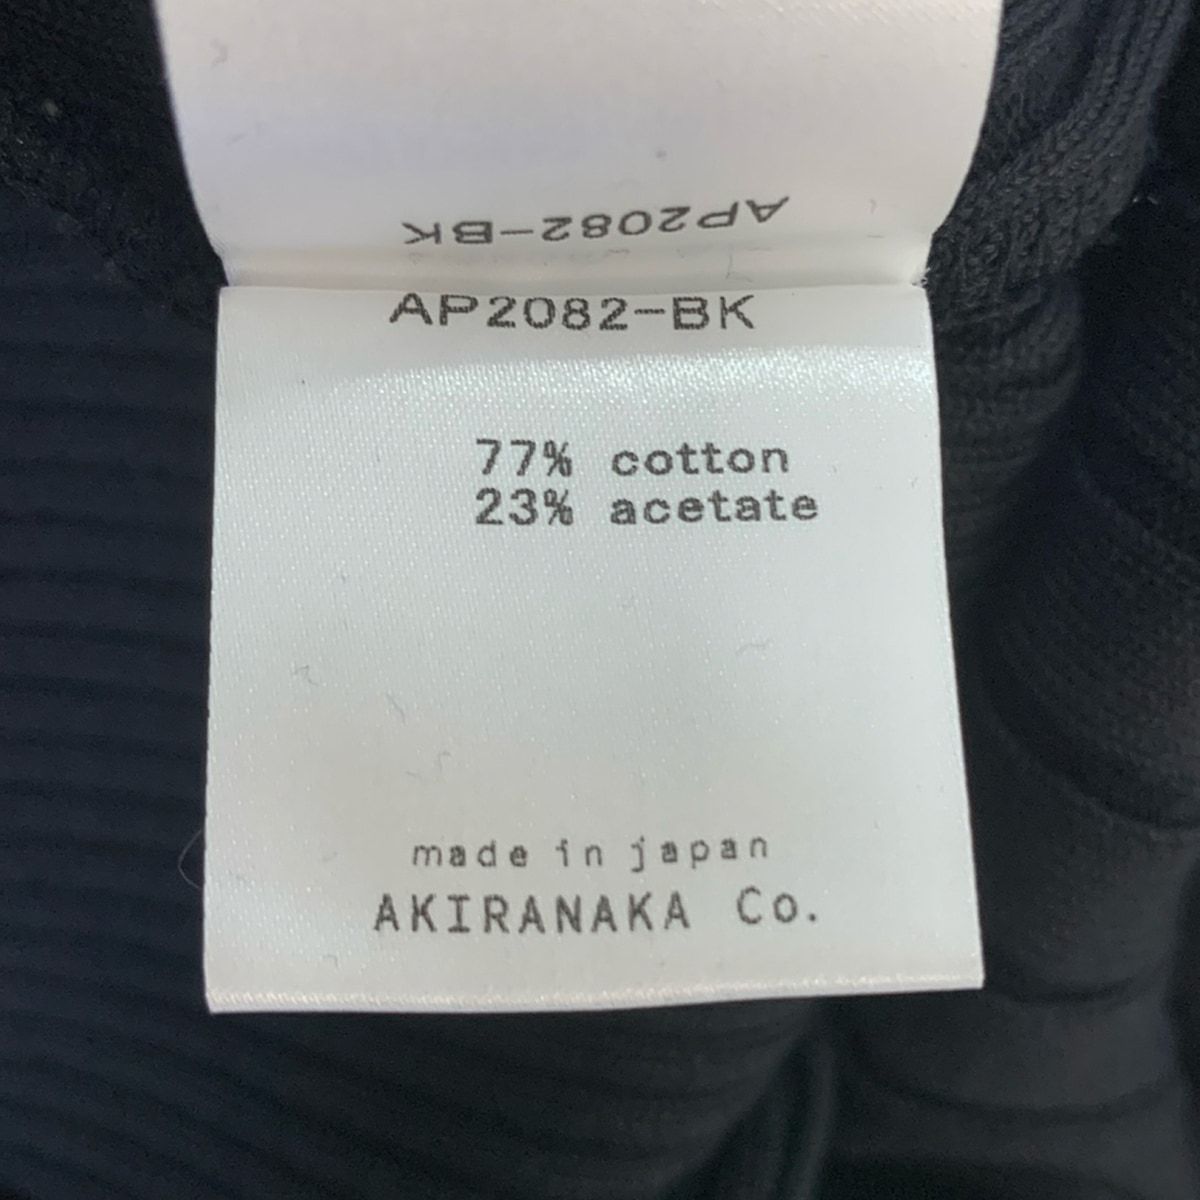 AP2082-BK
AP2082-BK
77% cotton
23% acetate
made in japan
AKIRANAKA Co.